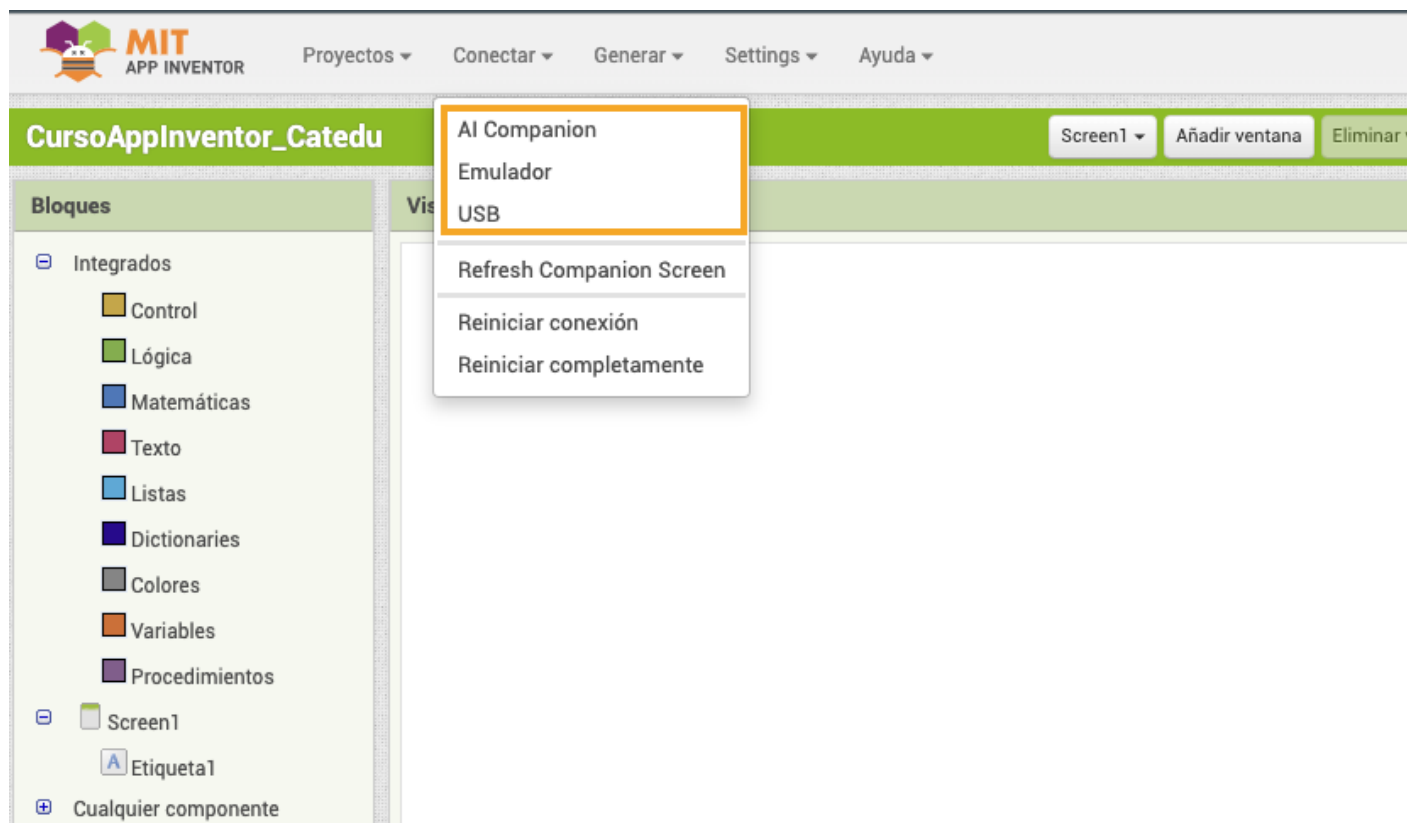 MIT
APP INVENTOR
Proyectos
Conectar
Generar
Settings
Ayuda
CursoAppInventor_Catedu
Screen1
Añadir ventana
Eliminar
AI Companion
Emulador
USB
Refresh Companion Screen
Reiniciar conexión
Reiniciar completamente
Bloques
Vis
Integrados
Control
Lógica
Matemáticas
Texto
Listas
Dictionaries
Colores
Variables
Procedimientos
Screen1
A Etiqueta1
Cualquier componente